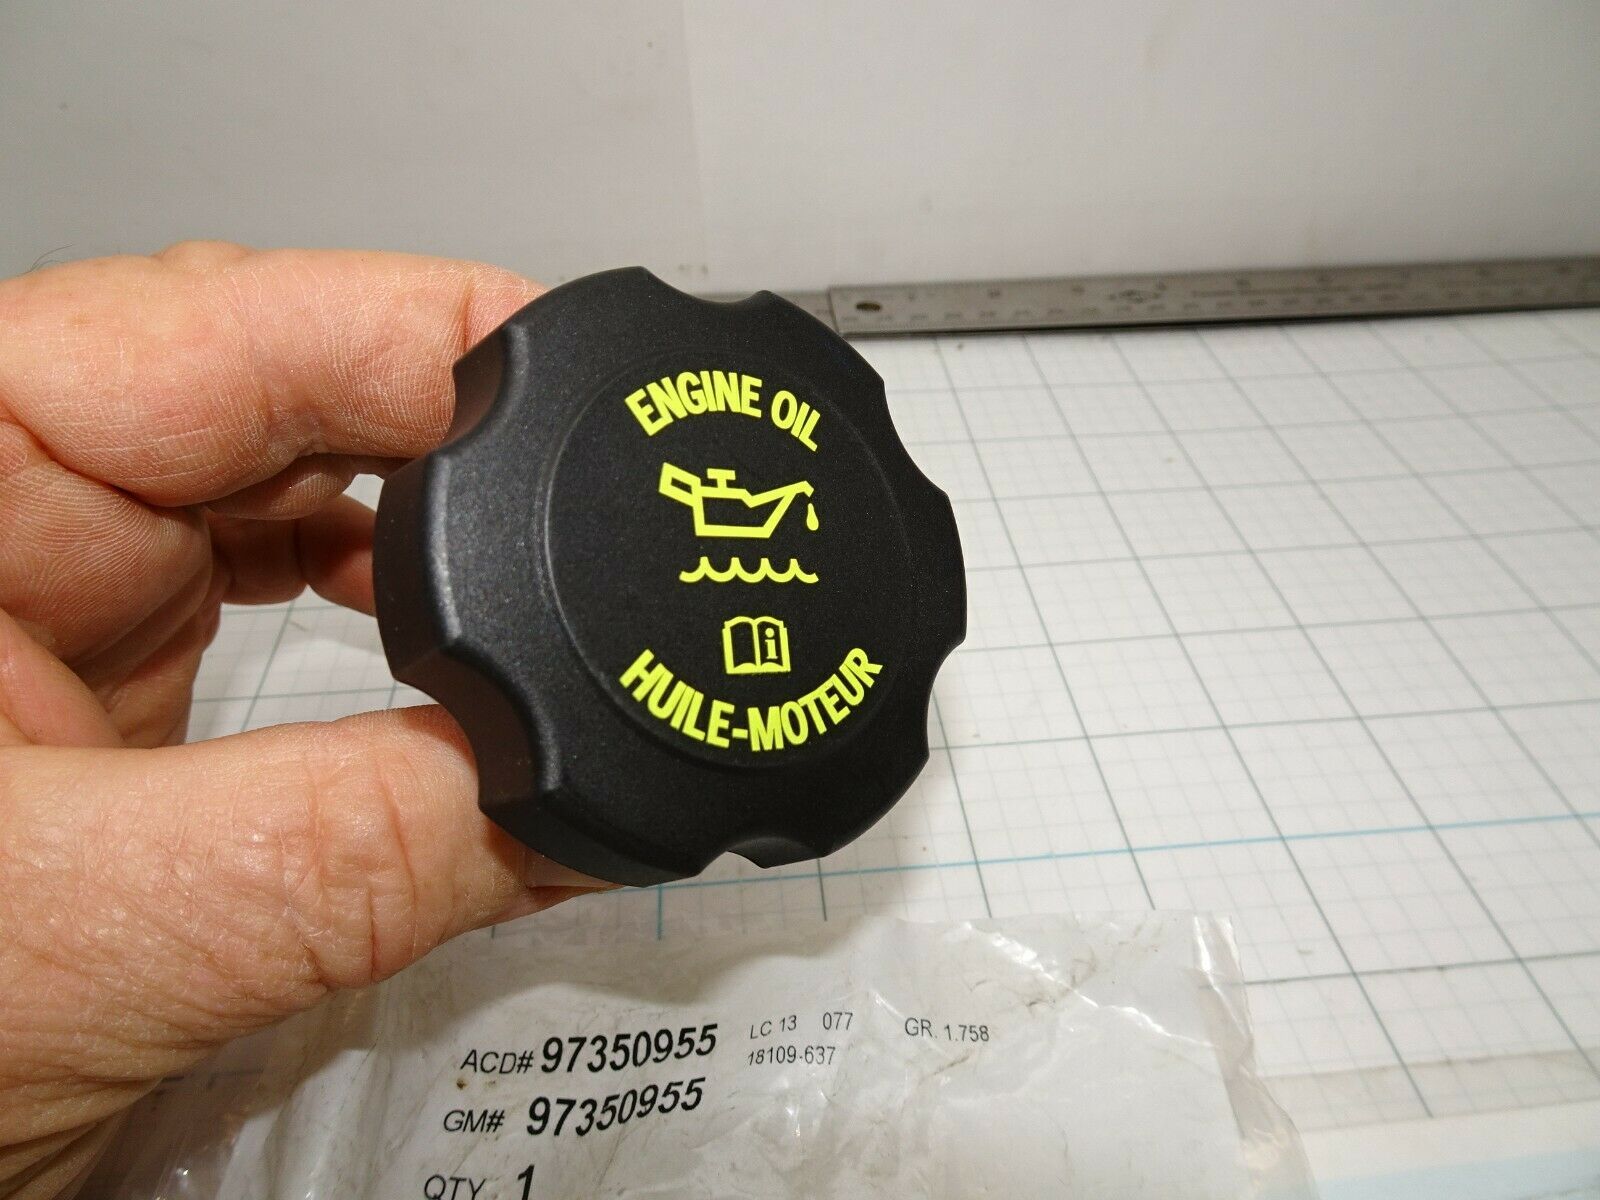 ENGINE OIL
i
HUILE-MOTEUR
ACD# 97350955 LC 13 077 GR. 1.758
18109-637
GM# 97350955
QTY 1